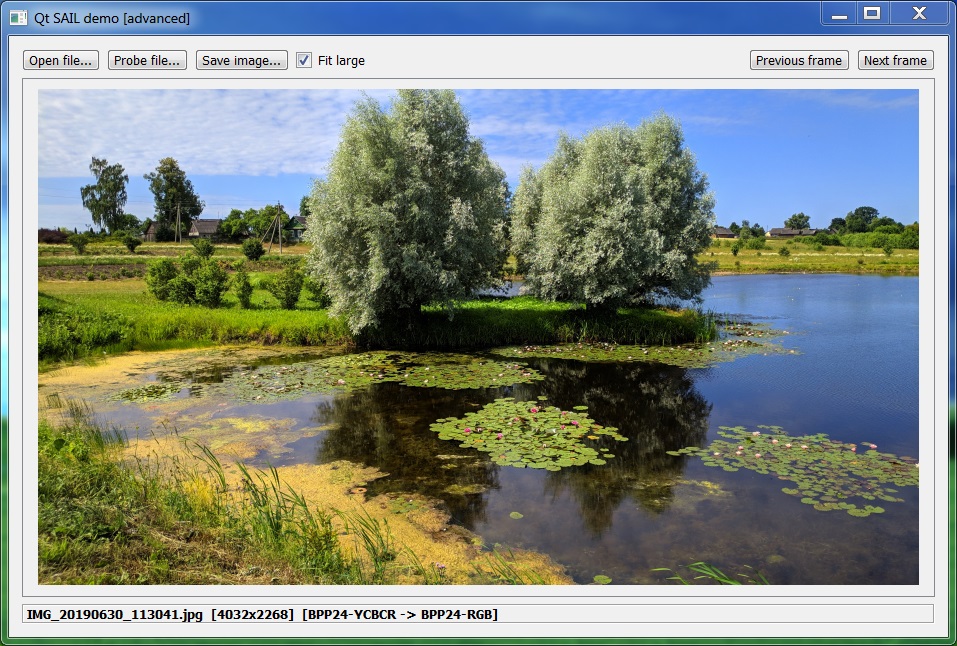 Qt SAIL demo [advanced]
Open file... Probe file... Save image... Fit large Previous frame Next frame
IMG_20190630_113041.jpg [4032x2268] [BPP24-YCBCR -> BPP24-RGB]